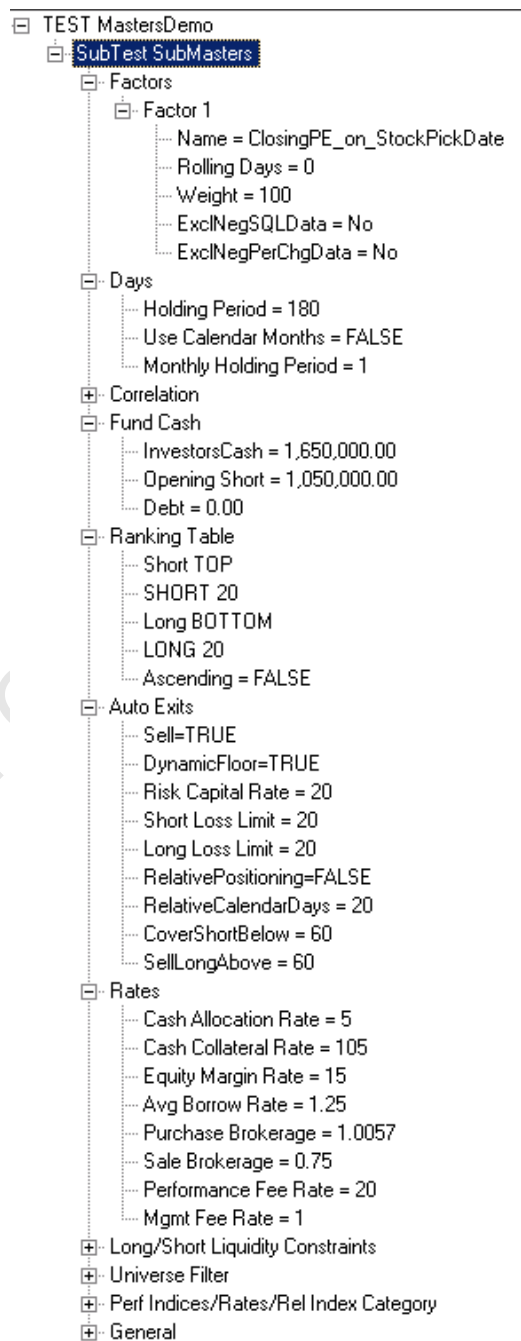 TEST MastersDemo
SubTest SubMasters
Factors
Factor 1
Name = ClosingPE_on_StockPickDate
Rolling Days = 0
Weight = 100
ExclNegSQLData = No
ExclNegPerChgData = No
Days
Holding Period = 180
Use Calendar Months = FALSE
Monthly Holding Period = 1
Correlation
Fund Cash
InvestorsCash = 1,650,000.00
Opening Short = 1,050,000.00
Debt = 0.00
Ranking Table
Short TOP
SHORT 20
Long BOTTOM
LONG 20
Ascending = FALSE
Auto Exits
Sell=TRUE
DynamicFloor=TRUE
Risk Capital Rate = 20
Short Loss Limit = 20
Long Loss Limit = 20
RelativePositioning=FALSE
RelativeCalendarDays = 20
CoverShortBelow = 60
SellLongAbove = 60
Rates
Cash Allocation Rate = 5
Cash Collateral Rate = 105
Equity Margin Rate = 15
Avg Borrow Rate = 1.25
Purchase Brokerage = 1.0057
Sale Brokerage = 0.75
Performance Fee Rate = 20
Mgmt Fee Rate = 1
Long/Short Liquidity Constraints
Universe Filter
Perf Indices/Rates/Rel Index Category
General